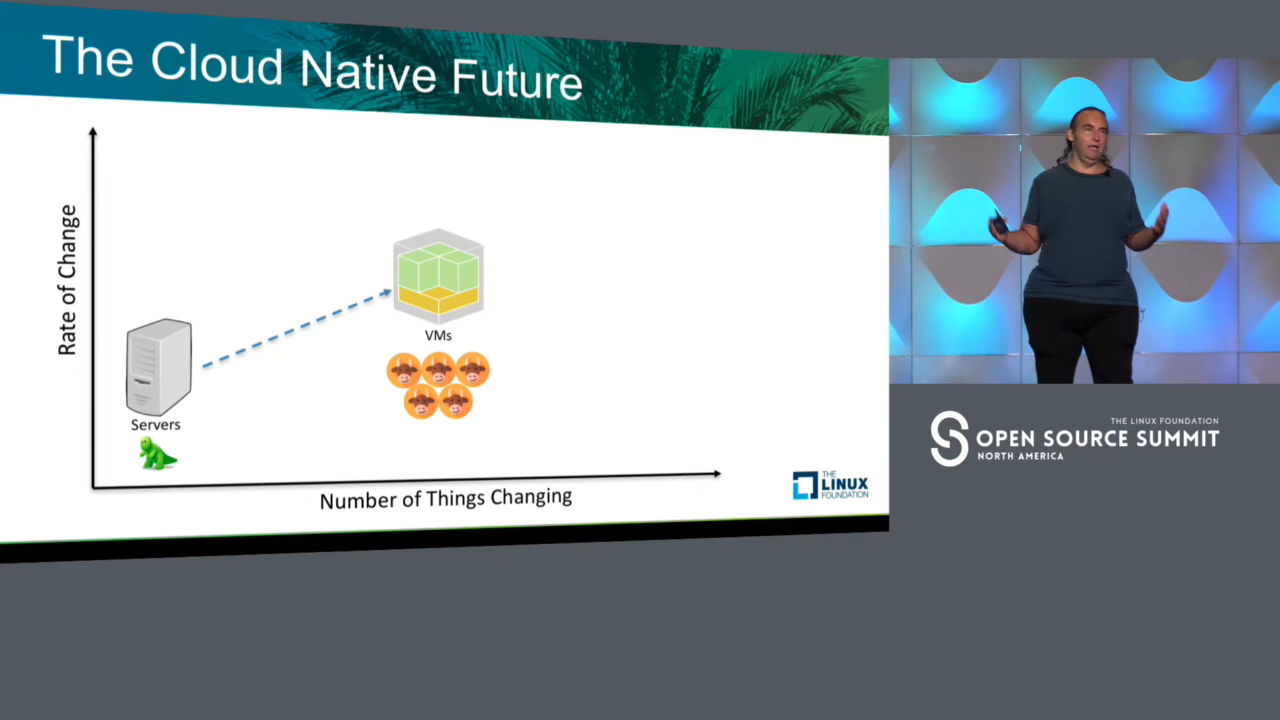 The Cloud Native Future
Rate of Change
VMs
Servers
Number of Things Changing
THE
LINUX
FOUNDATION
THE LINUX FOUNDATION
OPEN SOURCE SUMMIT
NORTH AMERICA